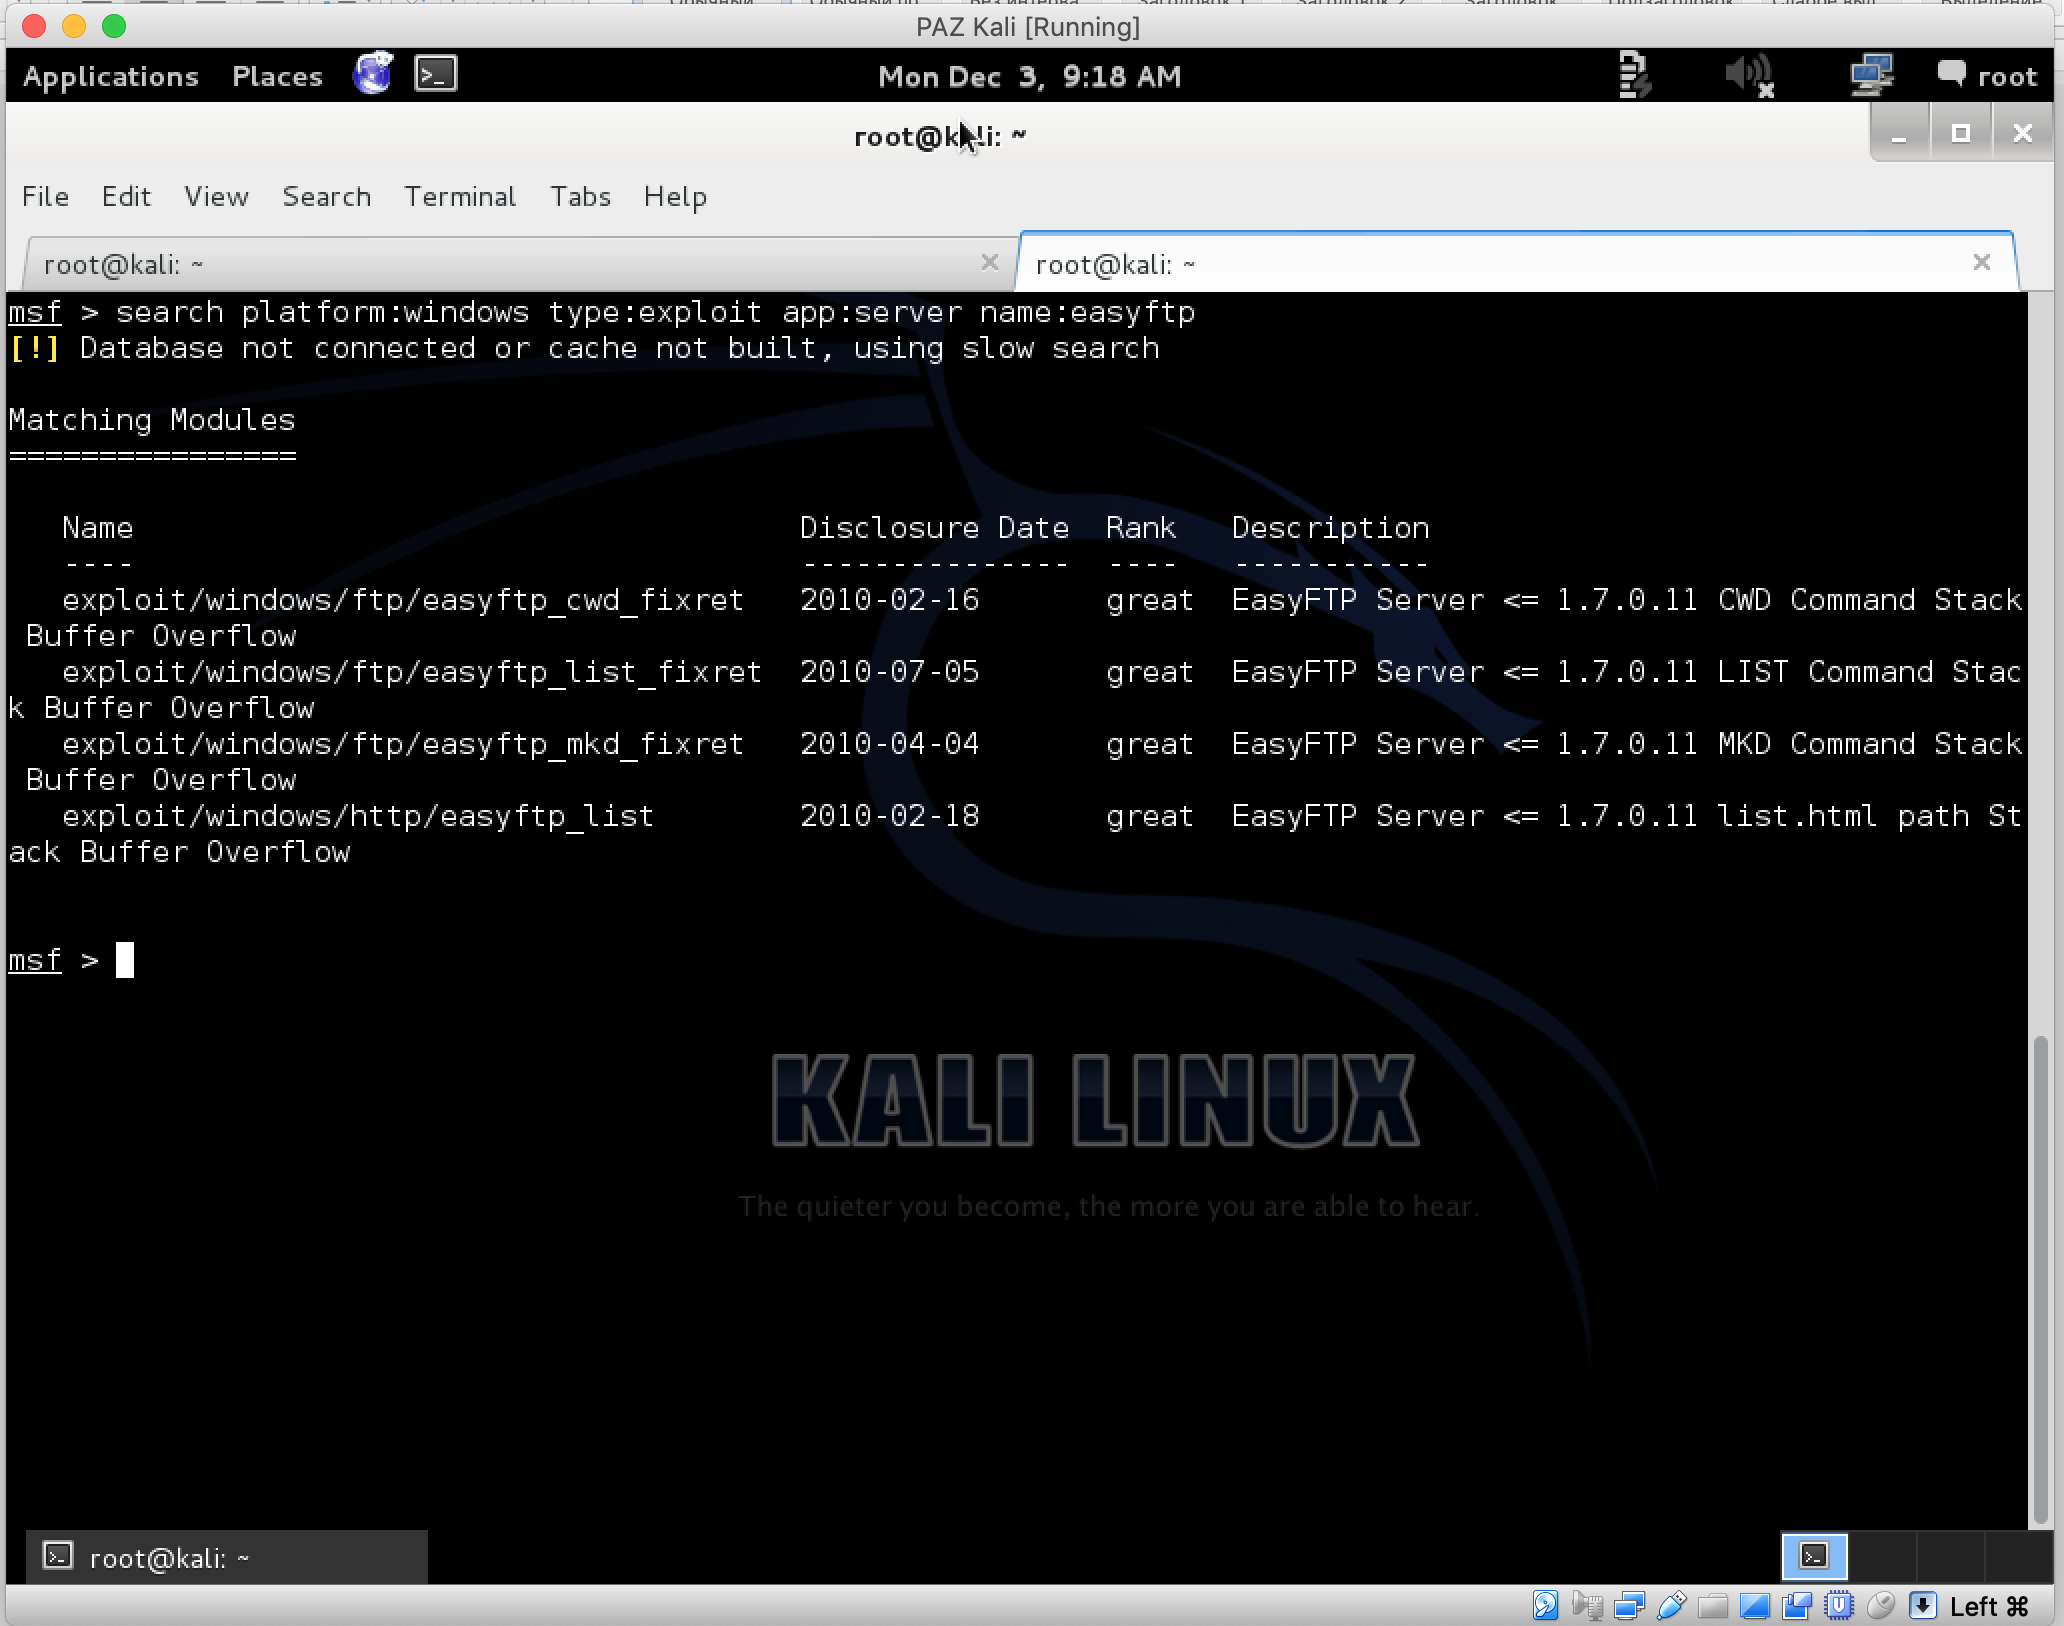 PAZ Kali [Running]
Applications Places Mon Dec 3, 9:18 AM root
root@kali: ~
File Edit View Search Terminal Tabs Help
root@kali: ~ root@kali: ~
msf > search platform:windows type:exploit app:server name:easyftp
[!] Database not connected or cache not built, using slow search
Matching Modules
================
Name Disclosure Date Rank Description
---- --------------- ---- -----------
exploit/windows/ftp/easyftp_cwd_fixret 2010-02-16 great EasyFTP Server <= 1.7.0.11 CWD Command Stack
Buffer Overflow
exploit/windows/ftp/easyftp_list_fixret 2010-07-05 great EasyFTP Server <= 1.7.0.11 LIST Command Stac
k Buffer Overflow
exploit/windows/ftp/easyftp_mkd_fixret 2010-04-04 great EasyFTP Server <= 1.7.0.11 MKD Command Stack
Buffer Overflow
exploit/windows/http/easyftp_list 2010-02-18 great EasyFTP Server <= 1.7.0.11 list.html path St
ack Buffer Overflow
msf >
KALI LINUX
The quieter you become, the more you are able to hear.
root@kali: ~
Left ⌘